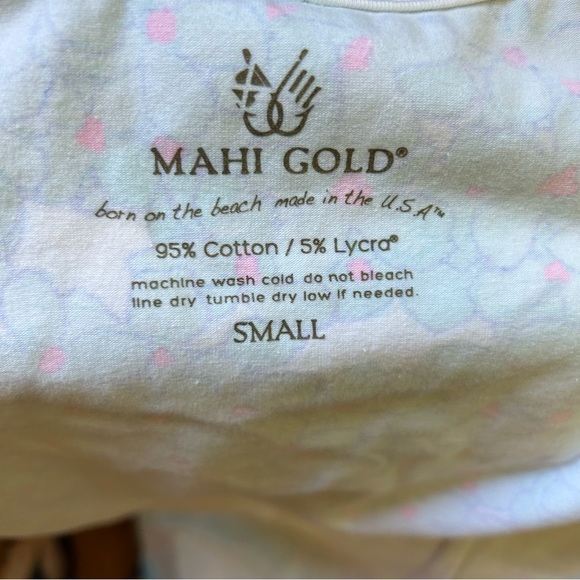 MAHI GOLD®
born on the beach made in the U.S.A™
95% Cotton / 5% Lycra®
machine wash cold do not bleach
line dry tumble dry low if needed.
SMALL